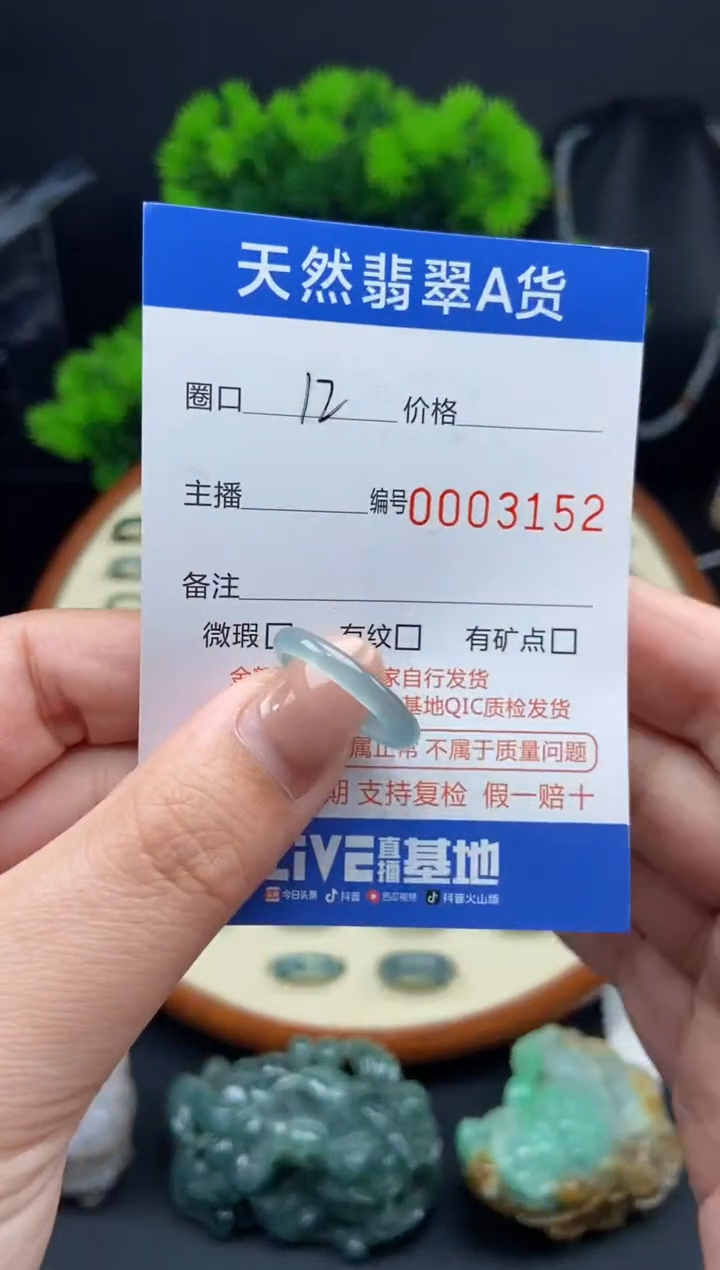 天然翡翠A货
圈口 12 价格
主播 编号0003152
备注
微瑕 有纹 有矿点
家自行发货
基地QIC质检发货
属正常 不属于质量问题
期 支持复检 假一赔十
LiVE直播基地
今日头条 抖音 西瓜视频 抖音火山版